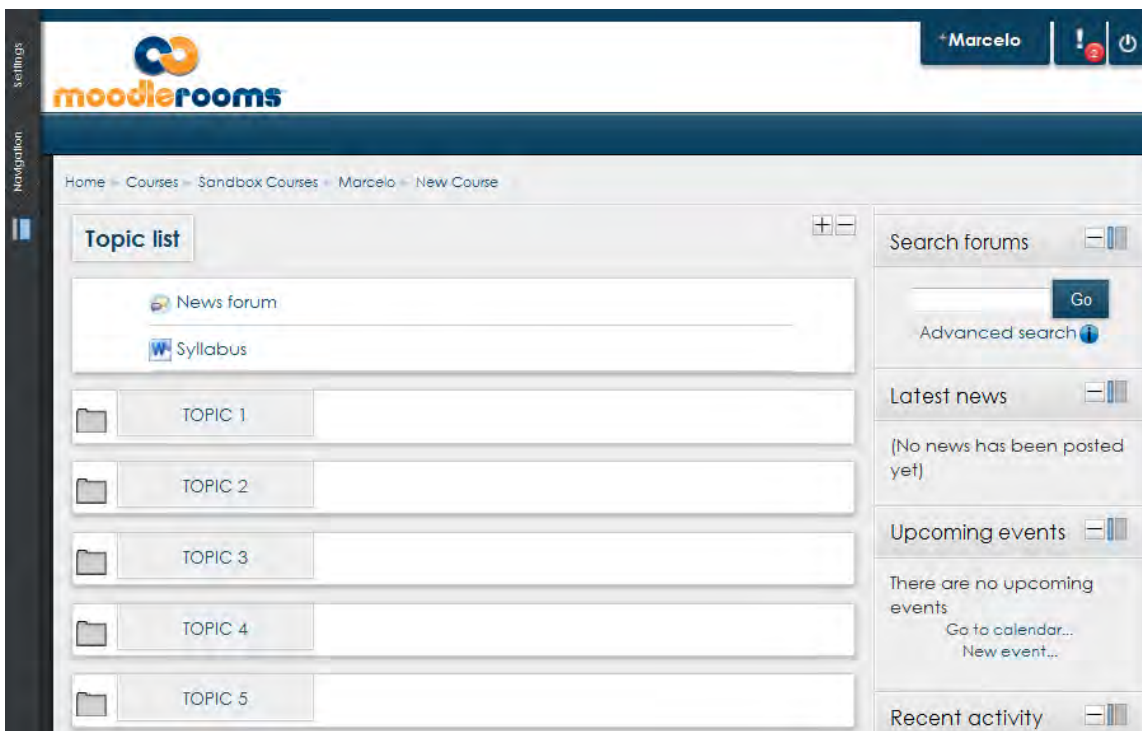 Settings
Navigation
moodlerooms
+Marcelo
! 2
Home Courses Sandbox Courses Marcelo New Course
Topic list
News forum
Syllabus
TOPIC 1
TOPIC 2
TOPIC 3
TOPIC 4
TOPIC 5
Search forums
Go
Advanced search
Latest news
(No news has been posted
yet)
Upcoming events
There are no upcoming
events
Go to calendar...
New event...
Recent activity